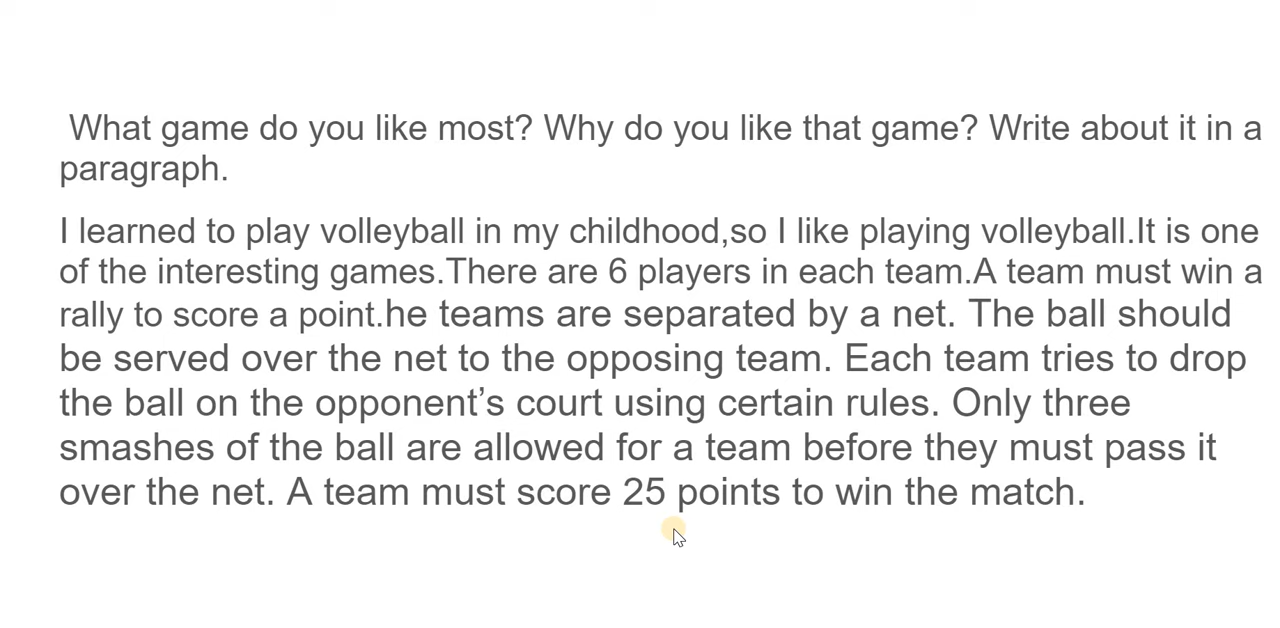 What game do you like most? Why do you like that game? Write about it in a
paragraph.
I learned to play volleyball in my childhood,so I like playing volleyball.It is one
of the interesting games.There are 6 players in each team.A team must win a
rally to score a point.he teams are separated by a net. The ball should
be served over the net to the opposing team. Each team tries to drop
the ball on the opponent’s court using certain rules. Only three
smashes of the ball are allowed for a team before they must pass it
over the net. A team must score 25 points to win the match.